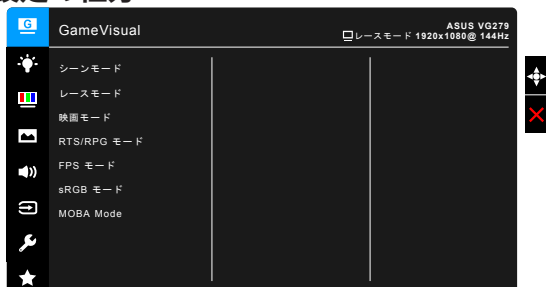 G
GameVisual
ASUS VG279
レースモード 1920x1080@ 144Hz
シーンモード
レースモード
映画モード
RTS/RPG モード
FPS モード
sRGB モード
MOBA Mode